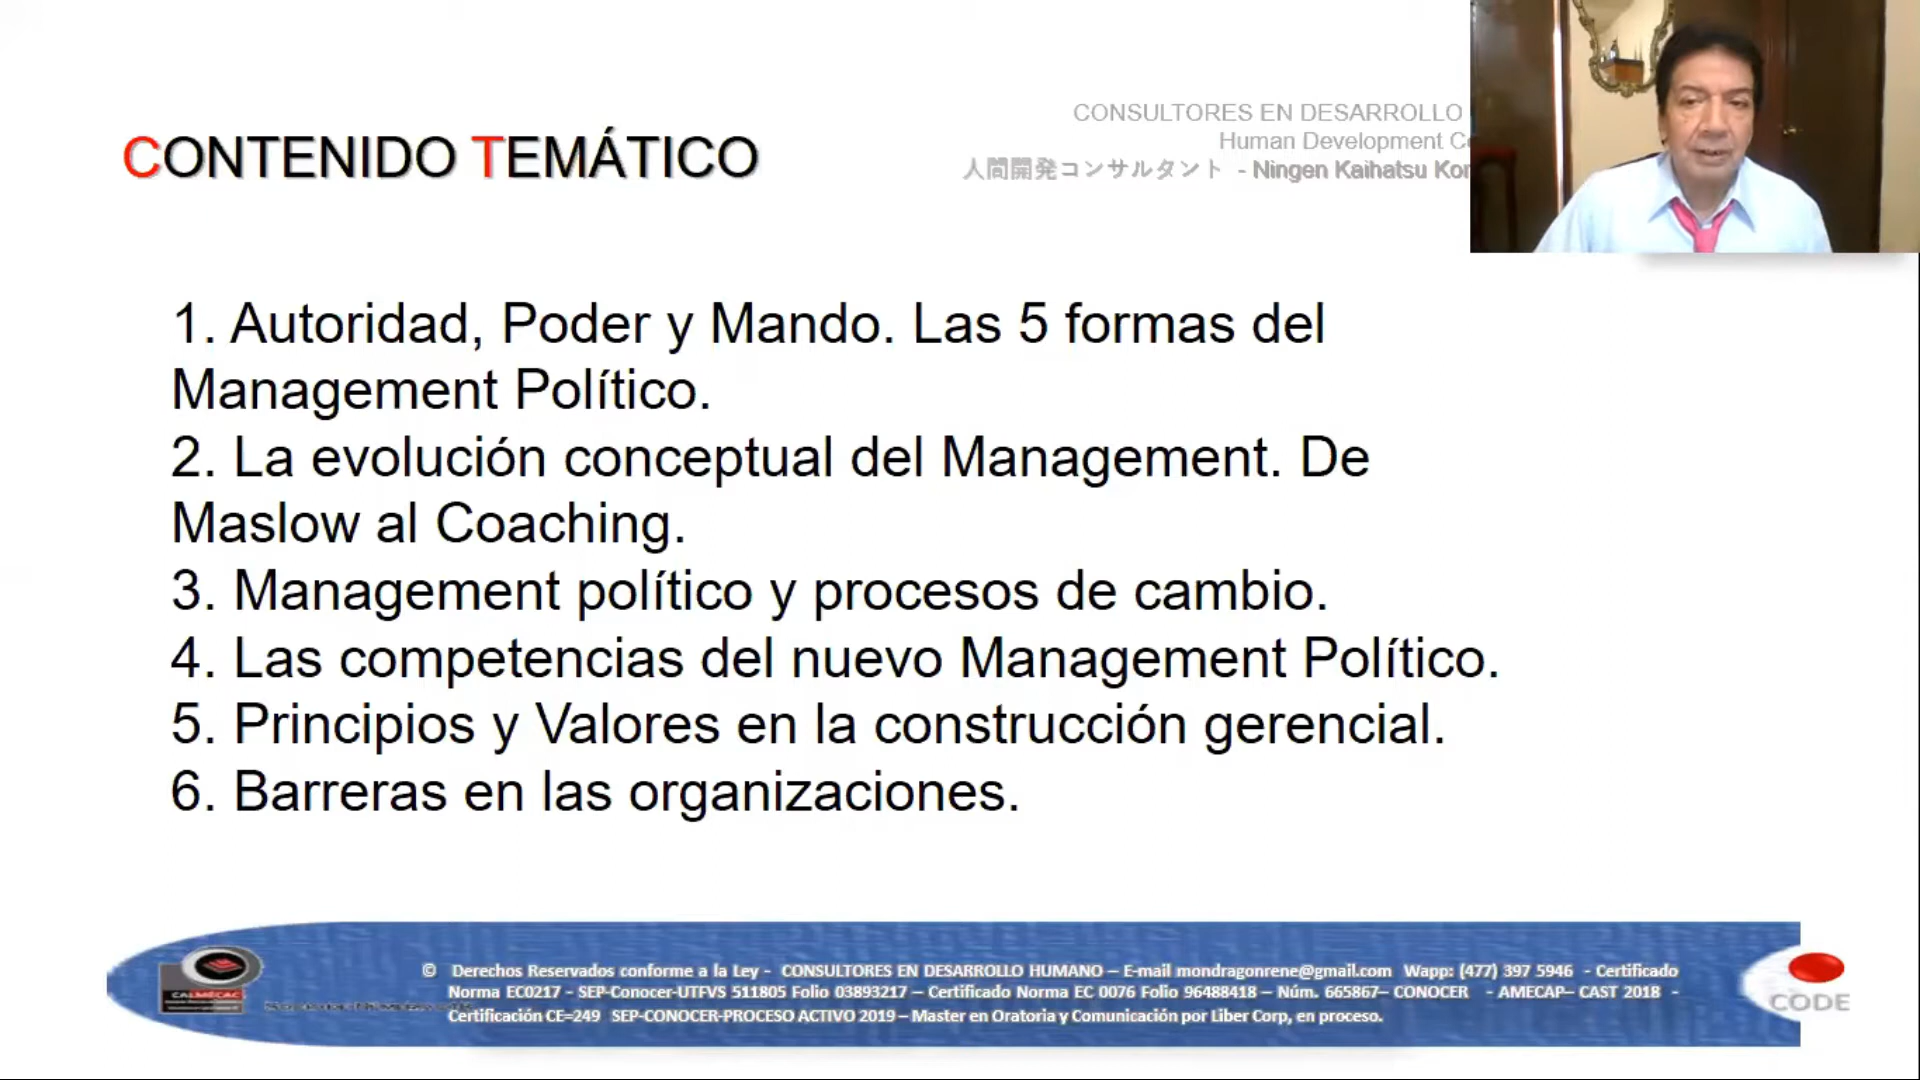 CONTENIDO TEMÁTICO
CONSULTORES EN DESARROLLO
Human Development
人間開発コンサルタント - Ningen Kaihatsu
1. Autoridad, Poder y Mando. Las 5 formas del
Management Político.
2. La evolución conceptual del Management. De
Maslow al Coaching.
3. Management político y procesos de cambio.
4. Las competencias del nuevo Management Político.
5. Principios y Valores en la construcción gerencial.
6. Barreras en las organizaciones.
© Derechos Reservados conforme a la Ley - CONSULTORES EN DESARROLLO HUMANO – E-mail mondragonrene@gmail.com Wapp: (477) 397 5946 - Certificado
Norma EC0217 - SEP-Conocer-UTFVS 511805 Folio 03893217 – Certificado Norma EC 0076 Folio 96488418 – Núm. 665867– CONOCER - AMECAP– CAST 2018 -
Certificación CE=249 SEP-CONOCER-PROCESO ACTIVO 2019 – Master en Oratoria y Comunicación por Liber Corp, en proceso.
CALMECAC
CODE